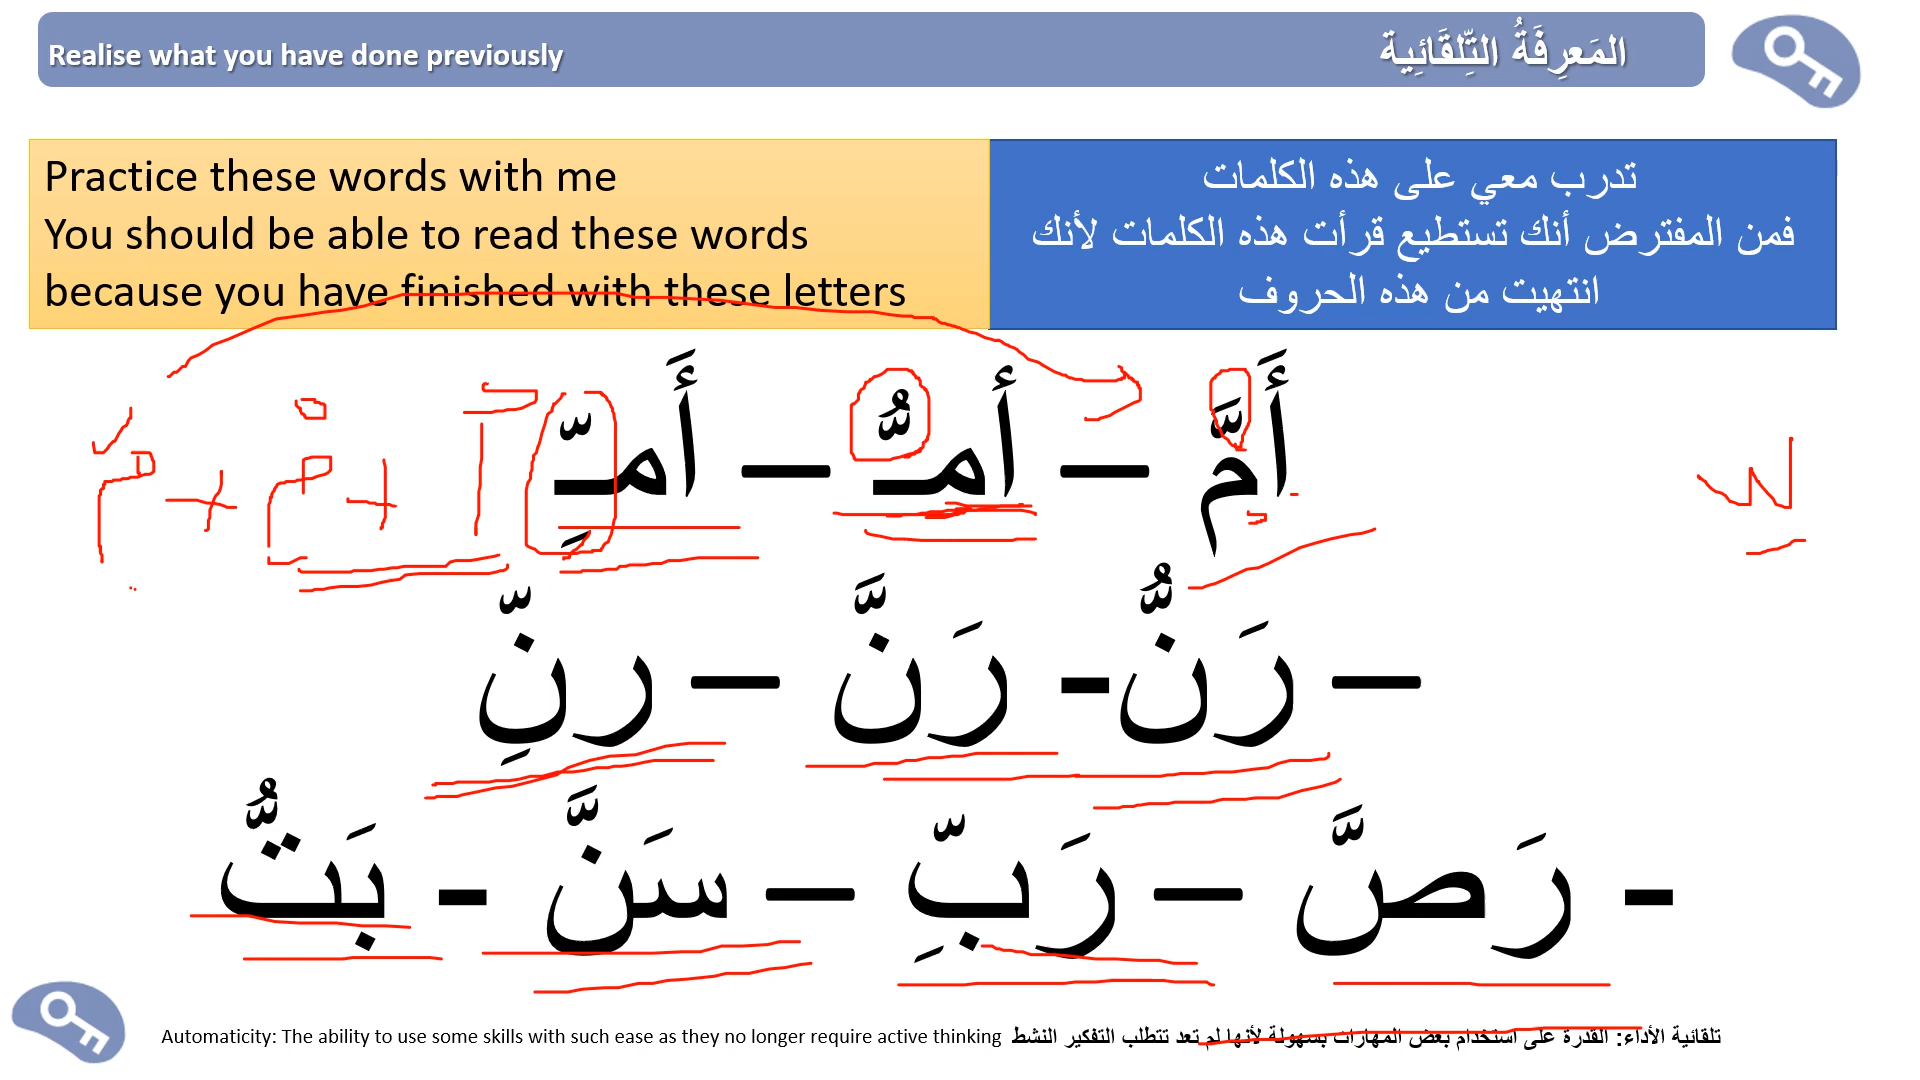 Realise what you have done previously
المَعرِفَةُ التِّلقَائِية
Practice these words with me
You should be able to read these words
because you have finished with these letters
تدرب معي على هذه الكلمات
فمن المفترض أنك تستطيع قرأت هذه الكلمات لأنك
انتهيت من هذه الحروف
أَمَّ – أمـُّ – أَمـِّ
– رَنُّ- رَنَّ – رنِّ
- رَصَّ – رَبِّ – سَنَّ - بَتُّ
مَ + مْ + أَ
Automaticity: The ability to use some skills with such ease as they no longer require active thinking
تلقائية الأداء: القدرة على استخدام بعض المهارات بسهولة لأنها لم تعد تتطلب التفكير النشط